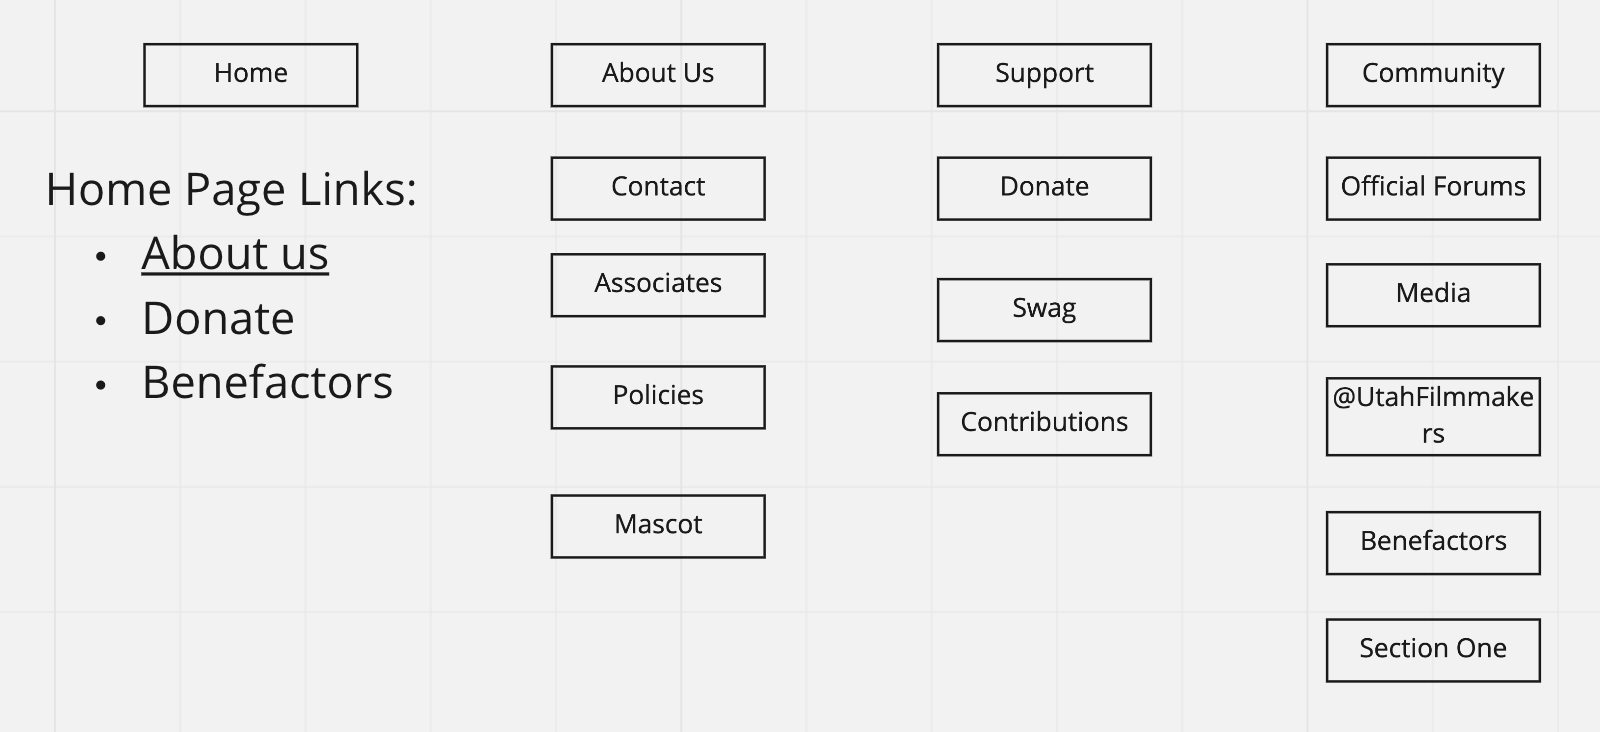 Home
About Us
Support
Community
Home Page Links:
• About us
• Donate
• Benefactors
Contact
Associates
Policies
Mascot
Donate
Swag
Contributions
Official Forums
Media
@UtahFilmmake
rs
Benefactors
Section One